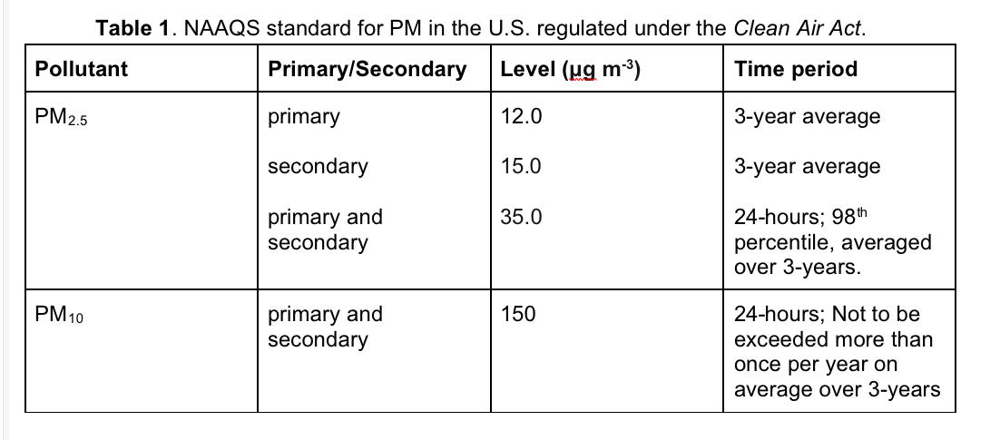 Table 1. NAAQS standard for PM in the U.S. regulated under the Clean Air Act.
Pollutant Primary/Secondary Level (µg m-3) Time period
PM2.5 primary 12.0 3-year average
secondary 15.0 3-year average
primary and 35.0 24-hours; 98th
secondary percentile, averaged
over 3-years.
PM10 primary and 150 24-hours; Not to be
secondary exceeded more than
once per year on
average over 3-years